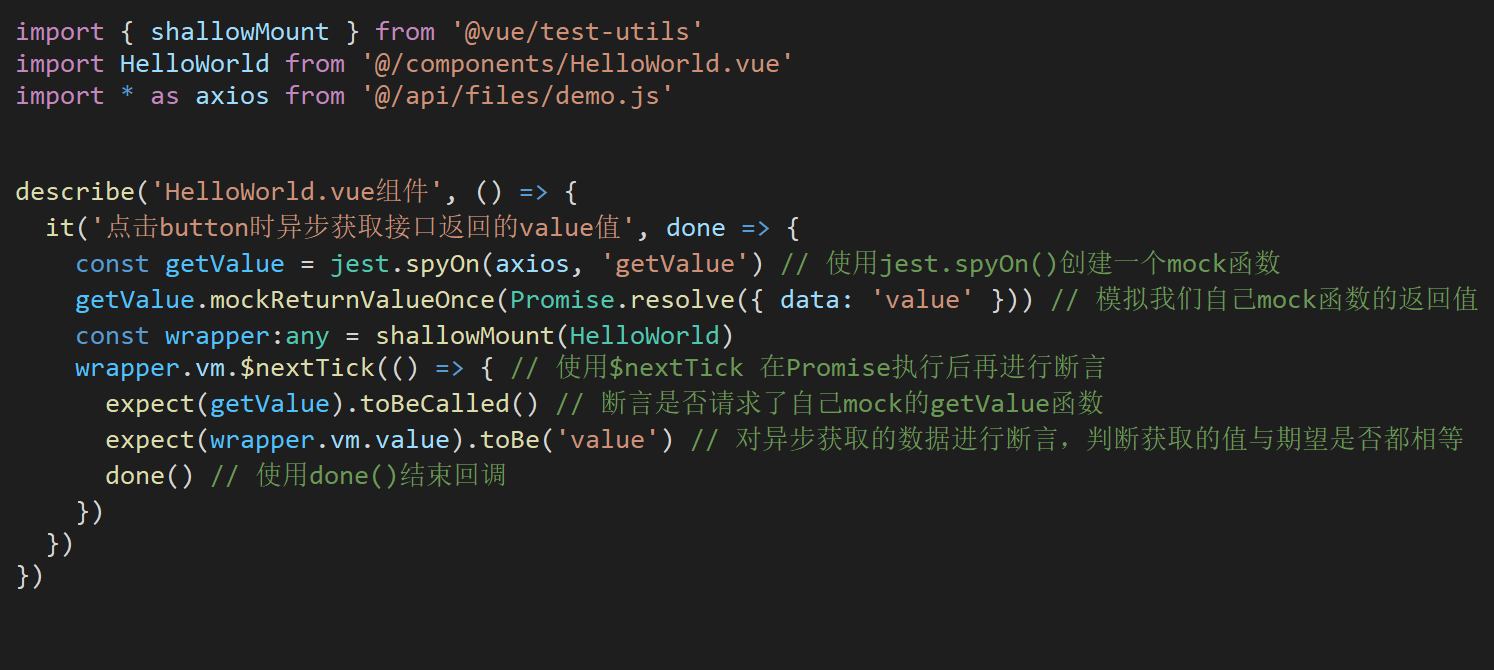 import { shallowMount } from '@vue/test-utils'
import HelloWorld from '@/components/HelloWorld.vue'
import * as axios from '@/api/files/demo.js'
describe('HelloWorld.vue组件', () => {
  it('点击button时异步获取接口返回的value值', done => {
    const getValue = jest.spyOn(axios, 'getValue') // 使用jest.spyOn()创建一个mock函数
    getValue.mockReturnValueOnce(Promise.resolve({ data: 'value' })) // 模拟我们自己mock函数的返回值
    const wrapper:any = shallowMount(HelloWorld)
    wrapper.vm.$nextTick(() => { // 使用$nextTick 在Promise执行后再进行断言
      expect(getValue).toBeCalled() // 断言是否请求了自己mock的getValue函数
      expect(wrapper.vm.value).toBe('value') // 对异步获取的数据进行断言，判断获取的值与期望是否都相等
      done() // 使用done()结束回调
    })
  })
})